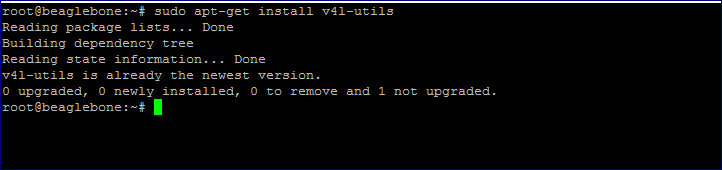 root@beaglebone:~# sudo apt-get install v4l-utils
Reading package lists... Done
Building dependency tree
Reading state information... Done
v4l-utils is already the newest version.
0 upgraded, 0 newly installed, 0 to remove and 1 not upgraded.
root@beaglebone:~#